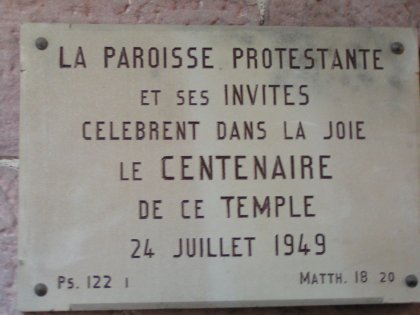 LA PAROISSE PROTESTANTE
ET SES INVITES
CELEBRENT DANS LA JOIE
LE CENTENAIRE
DE CE TEMPLE
24 JUILLET 1949
Ps. 122 1 MATTH. 18 20